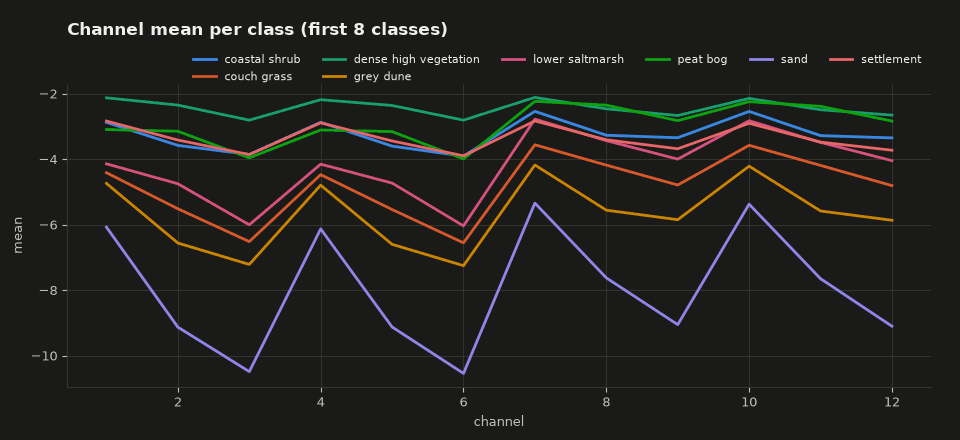 Channel mean per class (first 8 classes)
coastal shrub dense high vegetation lower saltmarsh peat bog sand settlement
couch grass grey dune
−2
−4
−6
−8
−10
mean
2 4 6 8 10 12
channel